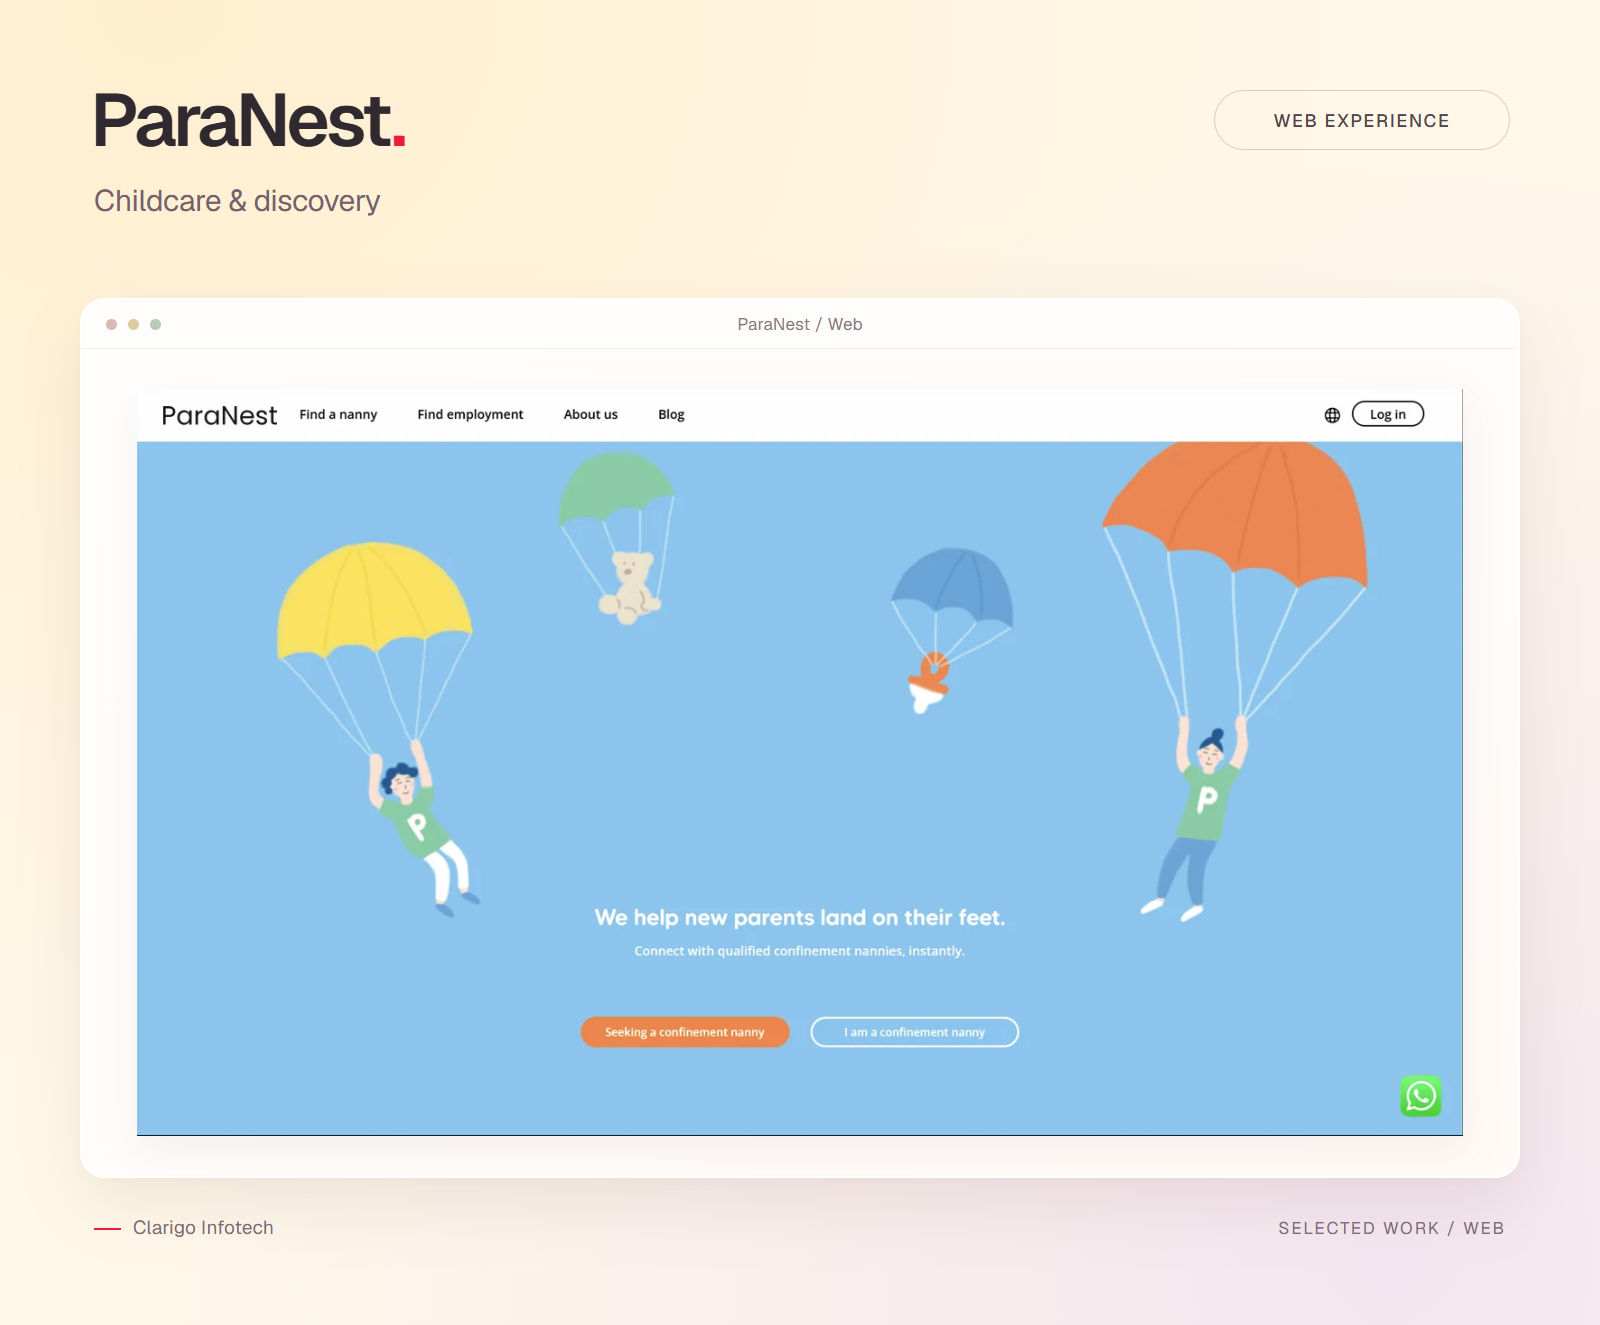 ParaNest.
WEB EXPERIENCE
Childcare & discovery
ParaNest / Web
ParaNest Find a nanny Find employment About us Blog Log in
P
P
We help new parents land on their feet.
Connect with qualified confinement nannies, instantly.
Seeking a confinement nanny I am a confinement nanny
Clarigo Infotech
SELECTED WORK / WEB